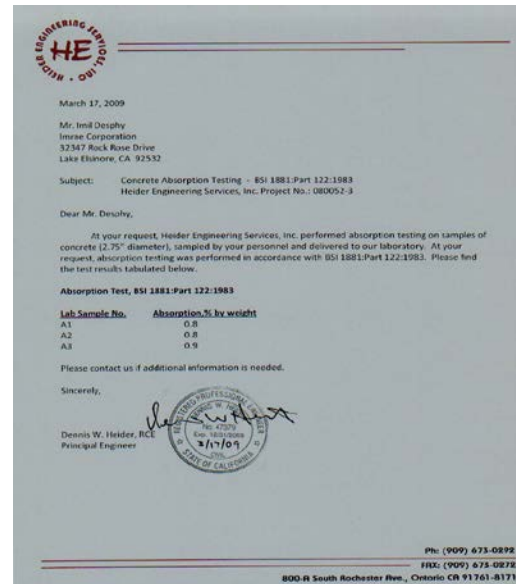 HEIDER ENGINEERING SERVICES, INC.
HE
March 17, 2009
Mr. Imil Desphy
Imrae Corporation
32347 Rock Rose Drive
Lake Elsinore, CA 92532
Subject: Concrete Absorption Testing - BSI 1881:Part 122:1983
Heider Engineering Services, Inc. Project No.: 080052-3
Dear Mr. Desphy,
At your request, Heider Engineering Services, Inc. performed absorption testing on samples of
concrete (2.75" diameter), sampled by your personnel and delivered to our laboratory. At your
request, absorption testing was performed in accordance with BSI 1881:Part 122:1983. Please find
the test results tabulated below.
Absorption Test, BSI 1881:Part 122:1983
Lab Sample No. Absorption,% by weight
A1 0.8
A2 0.8
A3 0.9
Please contact us if additional information is needed.
Sincerely,
REGISTERED PROFESSIONAL ENGINEER
DENNIS W.
No. 47579
Exp. 12/31/2009
3/17/09
CIVIL
STATE OF CALIFORNIA
Dennis W. Heider, RCE
Principal Engineer
Ph: (909) 673-0292
FAX: (909) 673-0272
800-A South Rochester Ave., Ontario CA 91761-8171